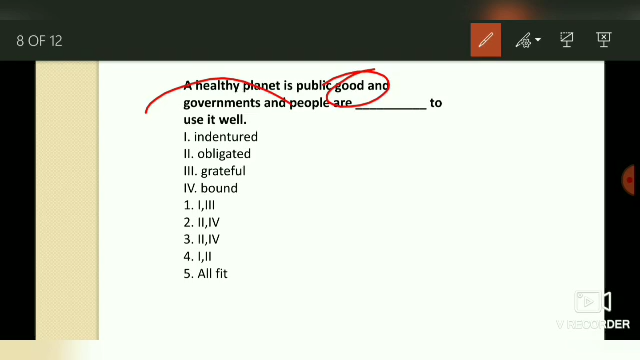 8 OF 12
A healthy planet is public good and
governments and people are __________ to
use it well.
I. indentured
II. obligated
III. grateful
IV. bound
1. I,III
2. II,IV
3. II,IV
4. I,II
5. All fit
V RECORDER